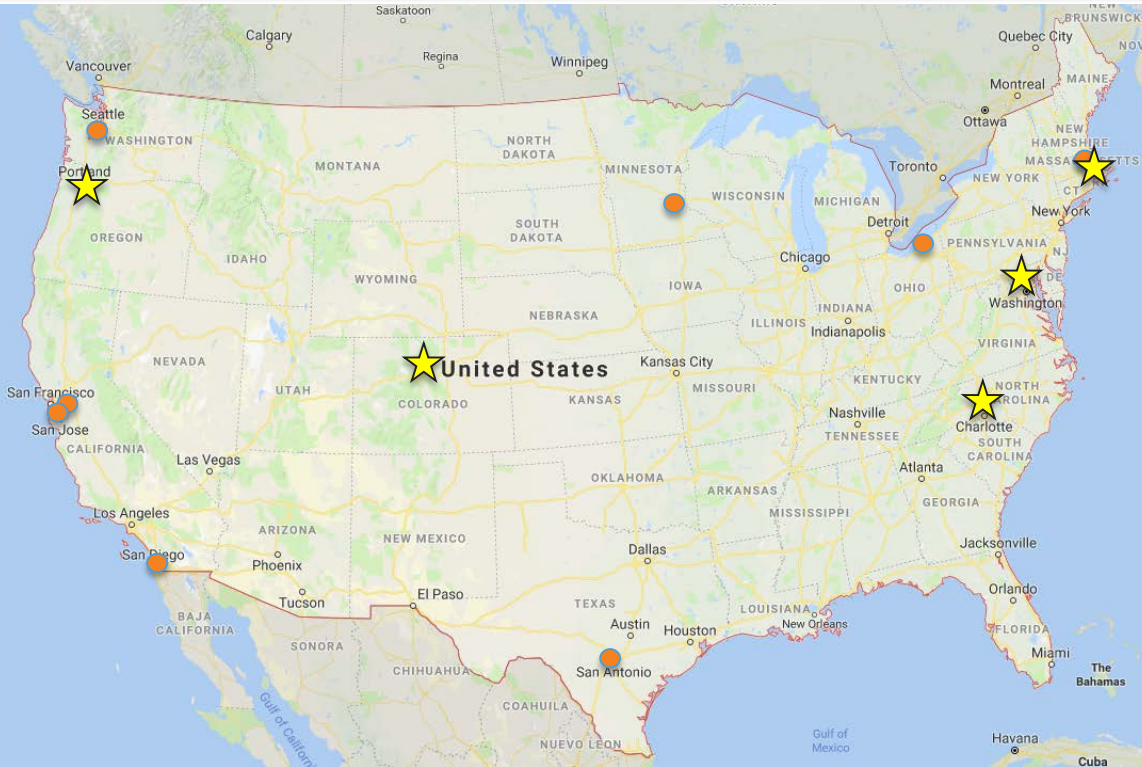 Saskatoon
NEW
BRUNSWICK
Calgary
Quebec City
Regina
Winnipeg
Vancouver
Montreal
MAINE
Seattle
Ottawa
WASHINGTON
NORTH
DAKOTA
NEW
HAMPSHIRE
MONTANA
MINNESOTA
Toronto
NEW YORK
Portland
WISCONSIN
MICHIGAN
CT
New York
Detroit
SOUTH
DAKOTA
OREGON
PENNSYLVANIA
NJ
IDAHO
Chicago
WYOMING
IOWA
OHIO
DE
Washington
NEBRASKA
ILLINOIS
INDIANA
Indianapolis
VIRGINIA
NEVADA
United States
Kansas City
UTAH
COLORADO
KANSAS
MISSOURI
KENTUCKY
NORTH
CAROLINA
San Francisco
San Jose
CALIFORNIA
Nashville
TENNESSEE
Charlotte
SOUTH
CAROLINA
Las Vegas
Atlanta
OKLAHOMA
ARKANSAS
GEORGIA
Los Angeles
ARIZONA
NEW MEXICO
MISSISSIPPI
San Diego
Phoenix
Dallas
Jacksonville
Tucson
El Paso
TEXAS
LOUISIANA
Orlando
BAJA
CALIFORNIA
Austin
Houston
New Orleans
FLORIDA
SONORA
Miami
CHIHUAHUA
San Antonio
The
Bahamas
COAHUILA
Gulf of
Mexico
NUEVO LEON
Havana
Cuba